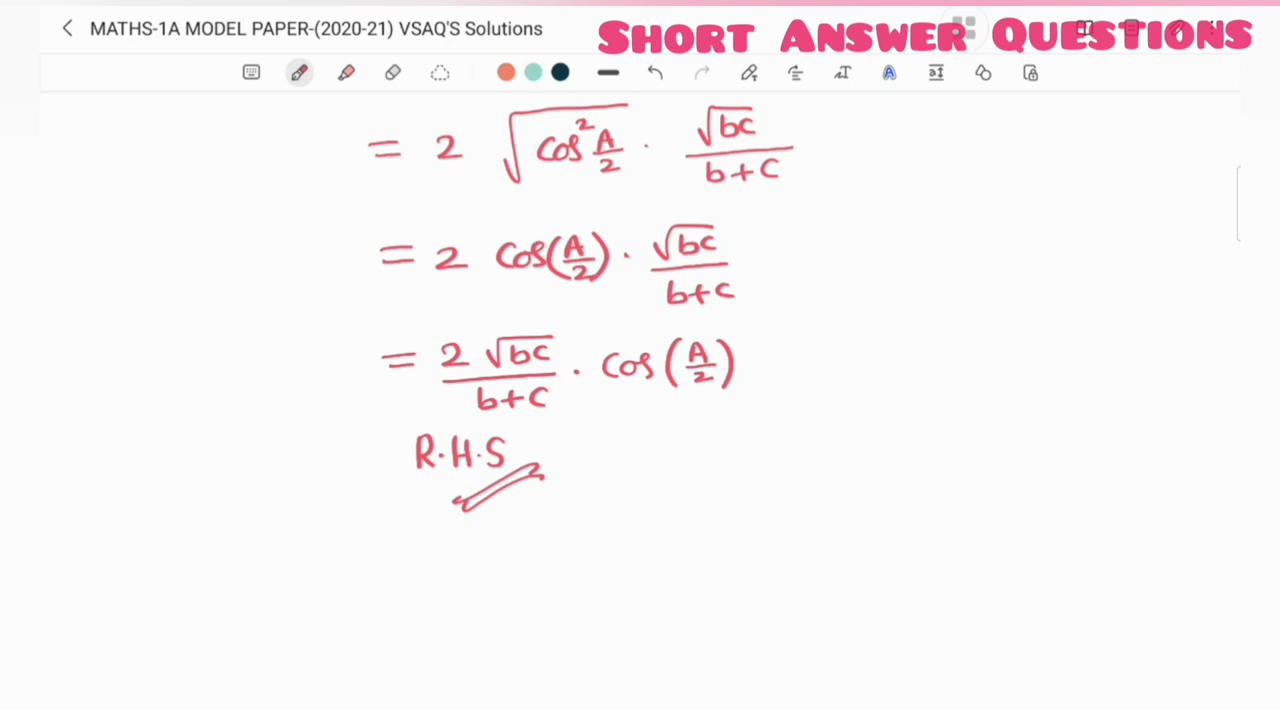 MATHS-1A MODEL PAPER-(2020-21) VSAQ'S Solutions
SHORT ANSWER QUESTIONS
= 2 √(cos² A/2) · √bc / b+c
= 2 cos(A/2) · √bc / b+c
= 2 √bc / b+c · cos(A/2)
R.H.S